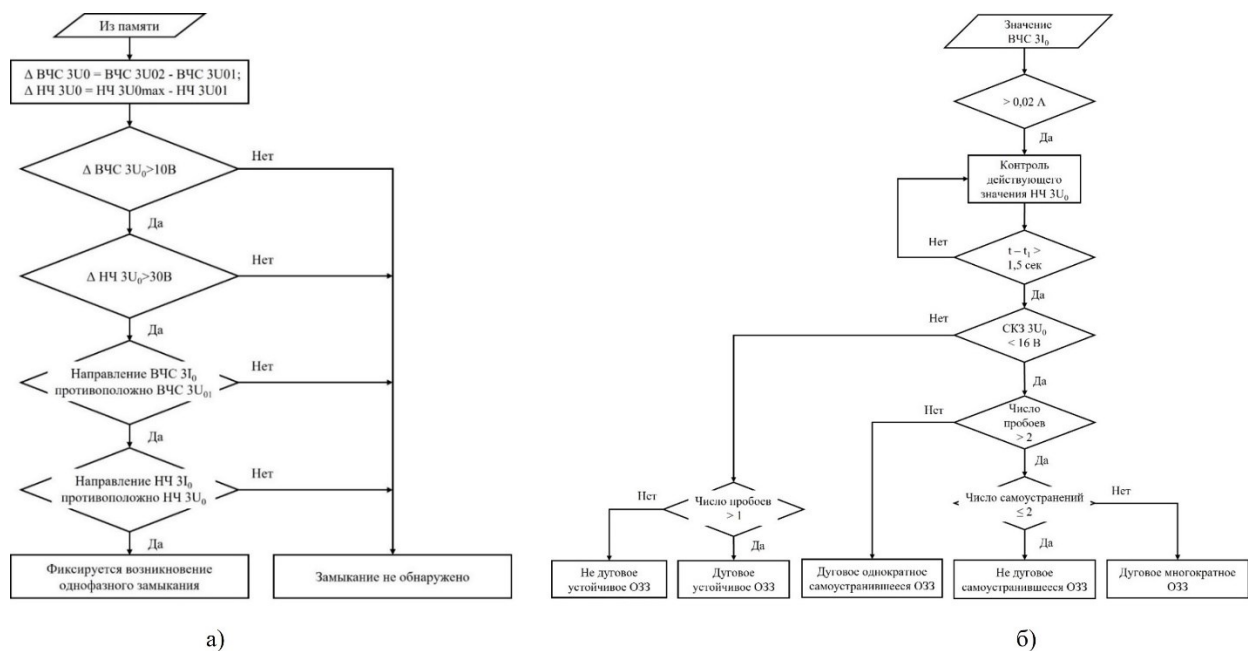 Из памяти
Δ ВЧС 3U0 = ВЧС 3U02 - ВЧС 3U01;
Δ НЧ 3U0 = НЧ 3U0max - НЧ 3U01
Δ ВЧС 3U₀>10В
Нет
Да
Δ НЧ 3U₀>30В
Нет
Да
Направление ВЧС 3I₀
противоположно ВЧС 3U₀₁
Нет
Да
Направление НЧ 3I₀
противоположно НЧ 3U₀
Нет
Да
Фиксируется возникновение
однофазного замыкания
Замыкание не обнаружено
а)
Значение
ВЧС 3I₀
> 0,02 А
Да
Контроль
действующего
значения НЧ 3U₀
Нет
t – t₁ >
1,5 сек
Да
Нет
СКЗ 3U₀
< 16 В
Да
Нет
Число
пробоев
> 2
Да
Нет
Число пробоев
> 1
Да
Число самоустранений
≤ 2
Нет
Да
Не дуговое
устойчивое ОЗЗ
Дуговое
устойчивое ОЗЗ
Дуговое однократное
самоустранившееся ОЗЗ
Не дуговое
самоустранившееся ОЗЗ
Дуговое многократное
ОЗЗ
б)